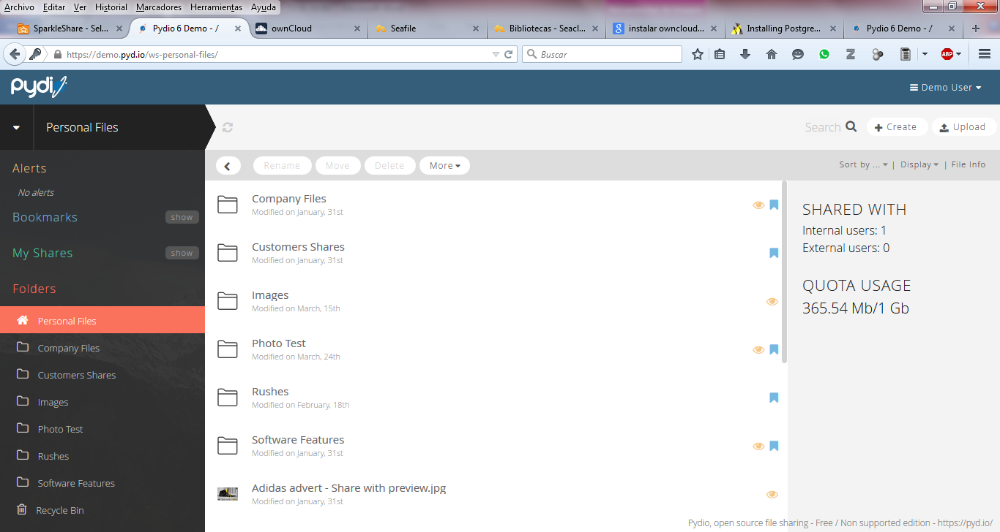 Archivo Editar Ver Historial Marcadores Herramientas Ayuda
SparkleShare - Sel... Pydio 6 Demo - / ownCloud Seafile Bibliotecas - Seacl... instalar owncloud... Installing Postgre... Pydio 6 Demo - /
https://demo.pyd.io/ws-personal-files/ Buscar ABP
pydio Demo User
Personal Files Search Create Upload
Rename Move Delete More Sort by ... | Display | File Info
Alerts
No alerts
Bookmarks show
My Shares show
Folders
Personal Files
Company Files
Customers Shares
Images
Photo Test
Rushes
Software Features
Recycle Bin
Company Files
Modified on January, 31st
Customers Shares
Modified on January, 31st
Images
Modified on March, 15th
Photo Test
Modified on March, 24th
Rushes
Modified on February, 18th
Software Features
Modified on January, 31st
Adidas advert - Share with preview.jpg
Modified on January, 31st
SHARED WITH
Internal users: 1
External users: 0
QUOTA USAGE
365.54 Mb/1 Gb
Pydio, open source file sharing - Free / Non supported edition - https://pyd.io/